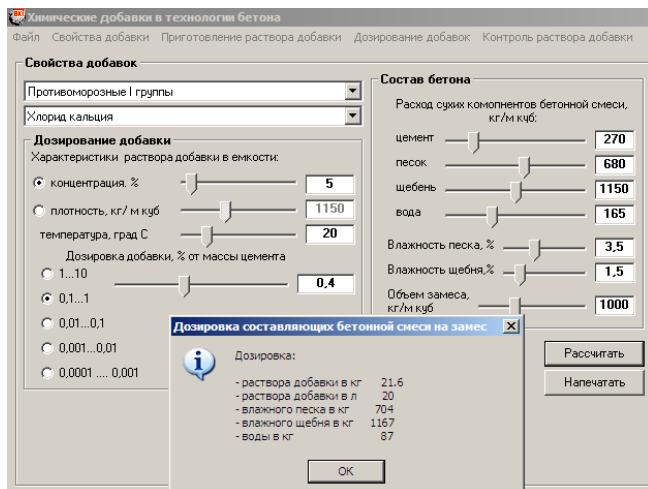 Химические добавки в технологии бетона
Файл Свойства добавки Приготовление раствора добавки Дозирование добавок Контроль раствора добавки
Свойства добавок
Противоморозные I группы
Хлорид кальция
Дозирование добавки
Характеристики раствора добавки в емкости:
концентрация. % 5
плотность, кг/ м куб 1150
температура, град С 20
Дозировка добавки, % от массы цемента
1...10
0,4
0,1...1
0,01...0,1
0,001...0,01
0,0001 .... 0,001
Состав бетона
Расход сухих комопнентов бетонной смеси,
кг/м куб:
цемент 270
песок 680
щебень 1150
вода 165
Влажность песка, % 3,5
Влажность щебня,% 1,5
Объем замеса,
кг/м куб 1000
Рассчитать
Напечатать
Дозировка составляющих бетонной смеси на замес
Дозировка:
- раствора добавки в кг 21.6
- раствора добавки в л 20
- влажного песка в кг 704
- влажного щебня в кг 1167
- воды в кг 87
OK